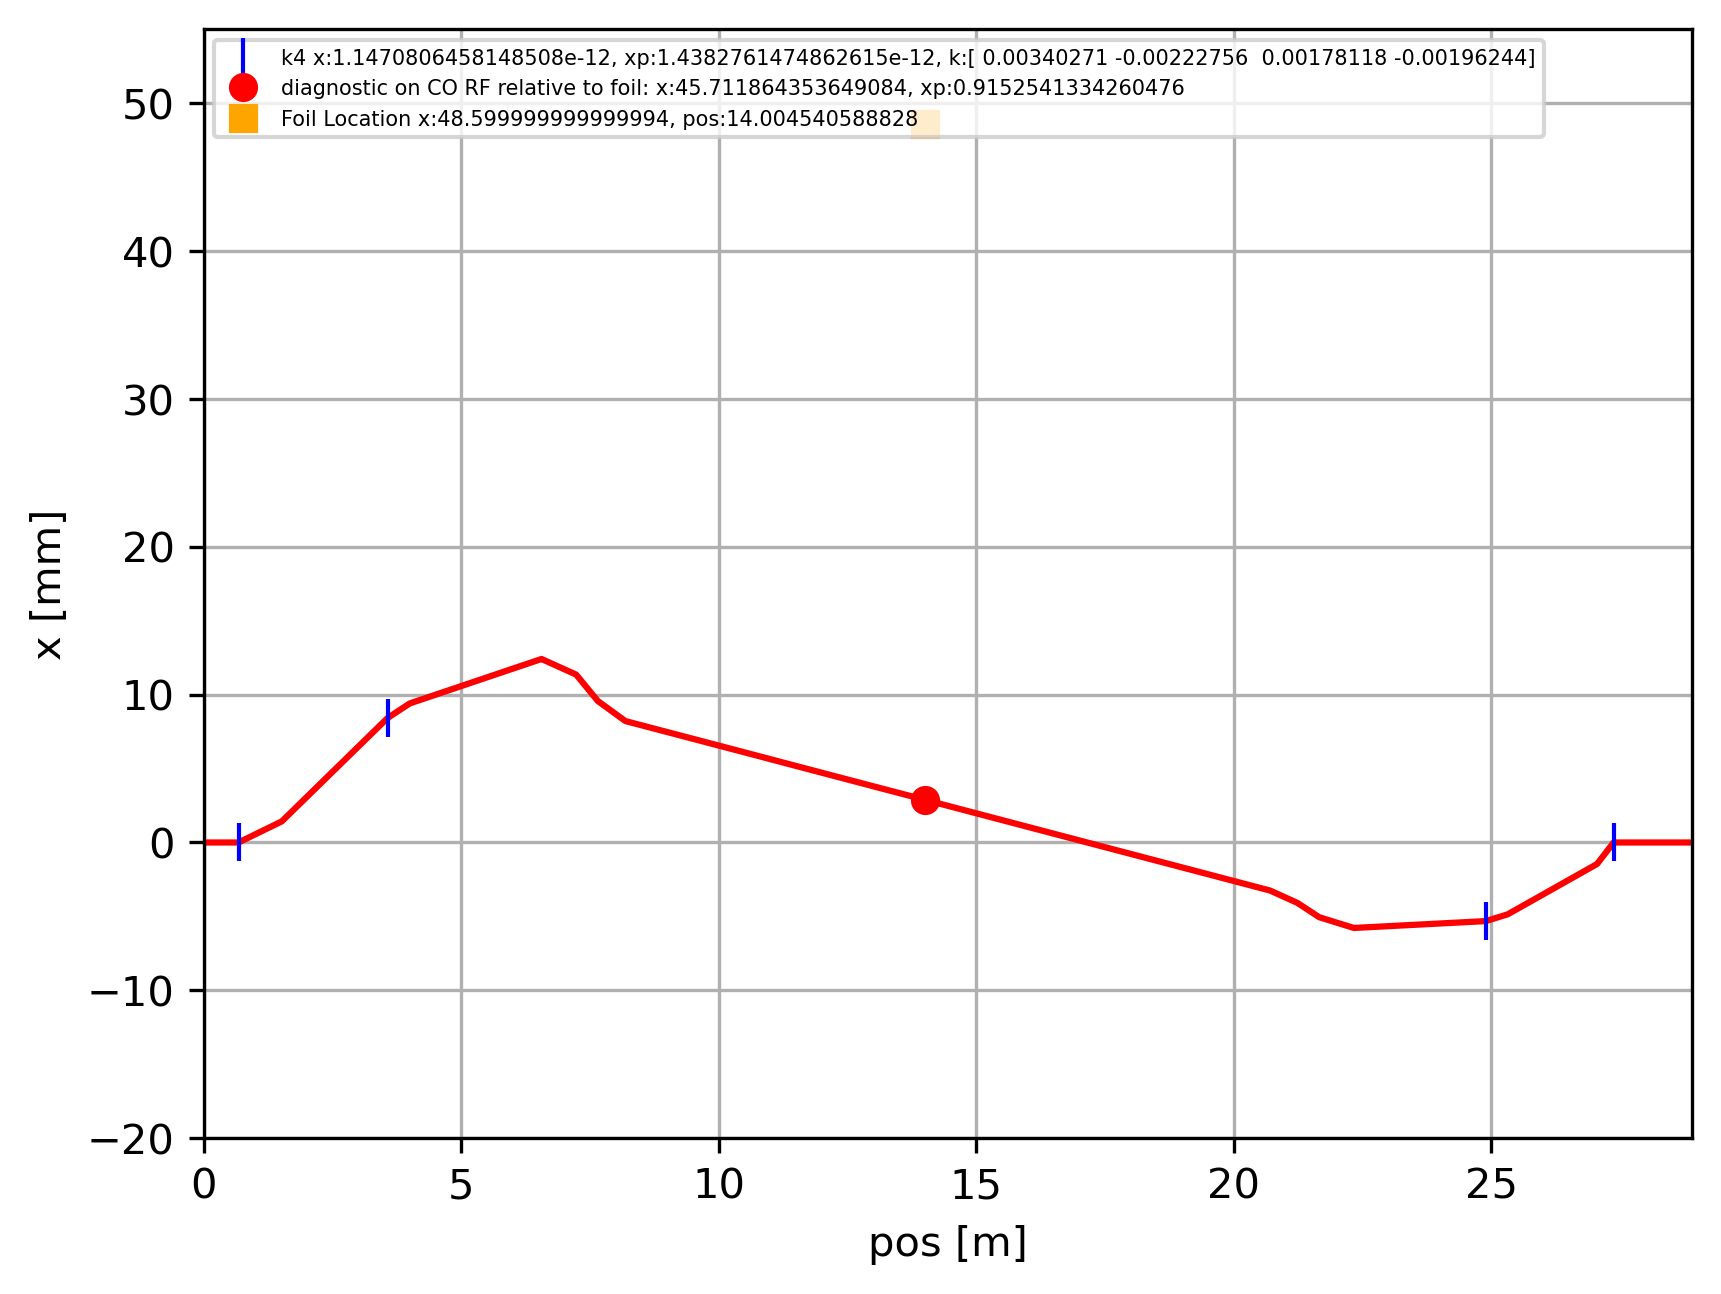 k4 x:1.1470806458148508e-12, xp:1.4382761474862615e-12, k:[ 0.00340271 -0.00222756  0.00178118 -0.00196244]
diagnostic on CO RF relative to foil: x:45.711864353649084, xp:0.9152541334260476
Foil Location x:48.599999999999994, pos:14.004540588828
50
40
30
20
10
0
−10
−20
x [mm]
0 5 10 15 20 25
pos [m]